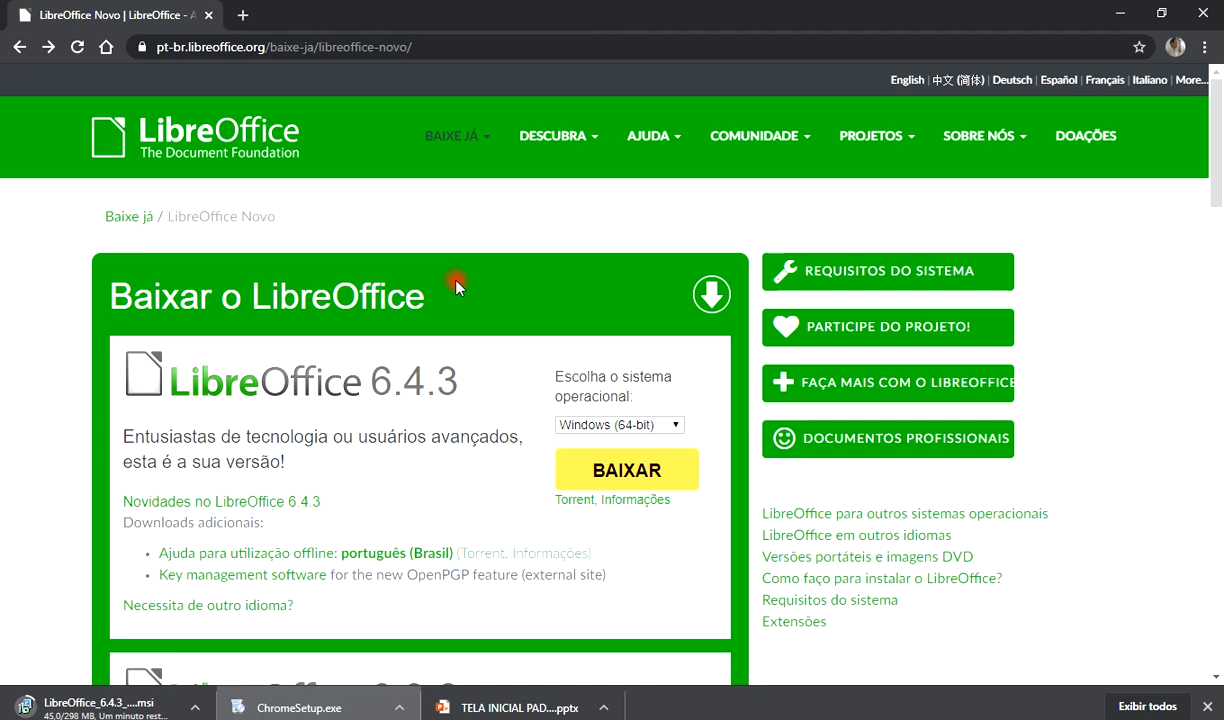 LibreOffice Novo | LibreOffice - A
pt-br.libreoffice.org/baixe-ja/libreoffice-novo/
English | 中文 (简体) | Deutsch | Español | Français | Italiano | More...
LibreOffice
The Document Foundation
BAIXE JÁ
DESCUBRA
AJUDA
COMUNIDADE
PROJETOS
SOBRE NÓS
DOAÇÕES
Baixe já / LibreOffice Novo
Baixar o LibreOffice
LibreOffice 6.4.3
Entusiastas de tecnologia ou usuários avançados,
esta é a sua versão!
Novidades no LibreOffice 6.4.3
Downloads adicionais:
Ajuda para utilização offline: português (Brasil) (Torrent, Informações)
Key management software for the new OpenPGP feature (external site)
Necessita de outro idioma?
Escolha o sistema
operacional:
Windows (64-bit)
BAIXAR
Torrent, Informações
REQUISITOS DO SISTEMA
PARTICIPE DO PROJETO!
FAÇA MAIS COM O LIBREOFFICE
DOCUMENTOS PROFISSIONAIS
LibreOffice para outros sistemas operacionais
LibreOffice em outros idiomas
Versões portáteis e imagens DVD
Como faço para instalar o LibreOffice?
Requisitos do sistema
Extensões
LibreOffice_6.4.3_....msi
45,0/298 MB, Um minuto rest...
ChromeSetup.exe
TELA INICIAL PAD....pptx
Exibir todos